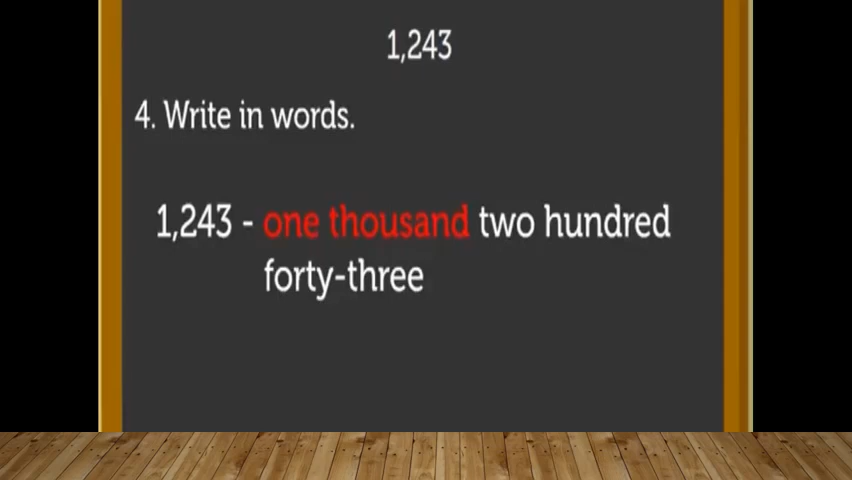 1,243
4. Write in words.
1,243 - one thousand two hundred
forty-three